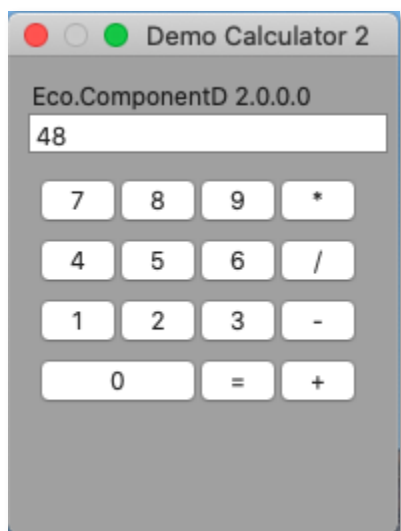 Demo Calculator 2
Eco.ComponentD 2.0.0.0
48
7 8 9 *
4 5 6 /
1 2 3 -
0 = +